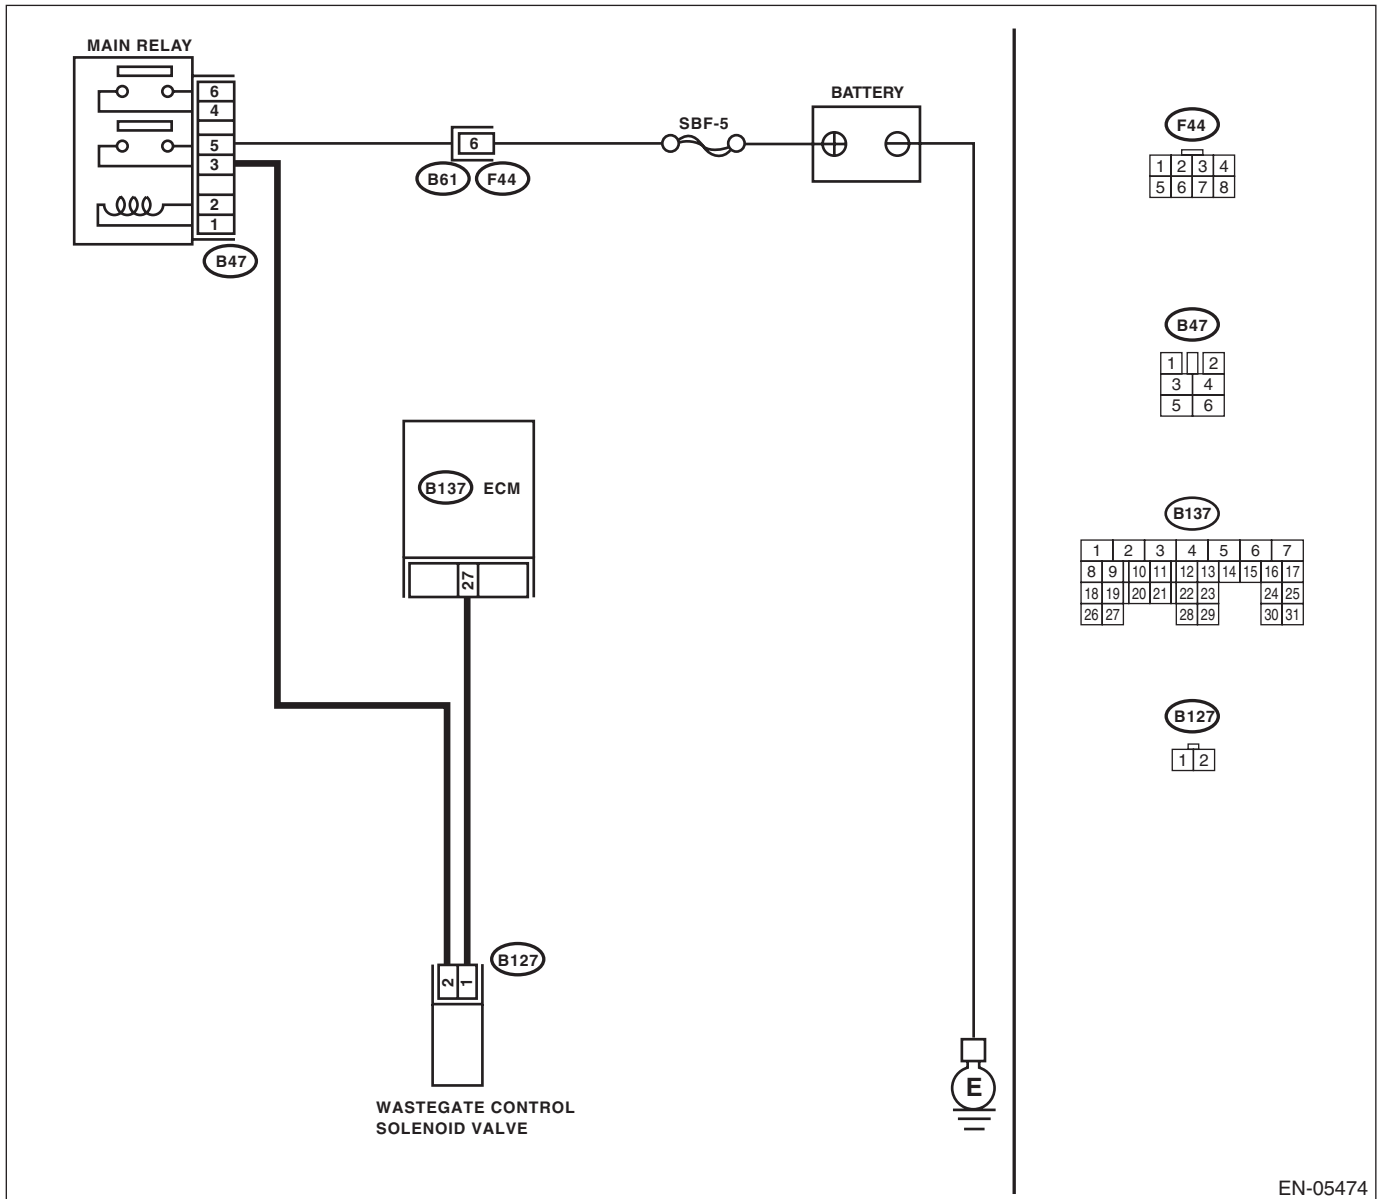 MAIN RELAY
6
4
5
3
2
1
B47
6
B61 F44
SBF-5
BATTERY
B137 ECM
27
B127
2 1
WASTEGATE CONTROL
SOLENOID VALVE
E
F44
1 2 3 4
5 6 7 8
B47
1 2
3 4
5 6
B137
1 2 3 4 5 6 7
8 9 10 11 12 13 14 15 16 17
18 19 20 21 22 23 24 25
26 27 28 29 30 31
B127
1 2
EN-05474